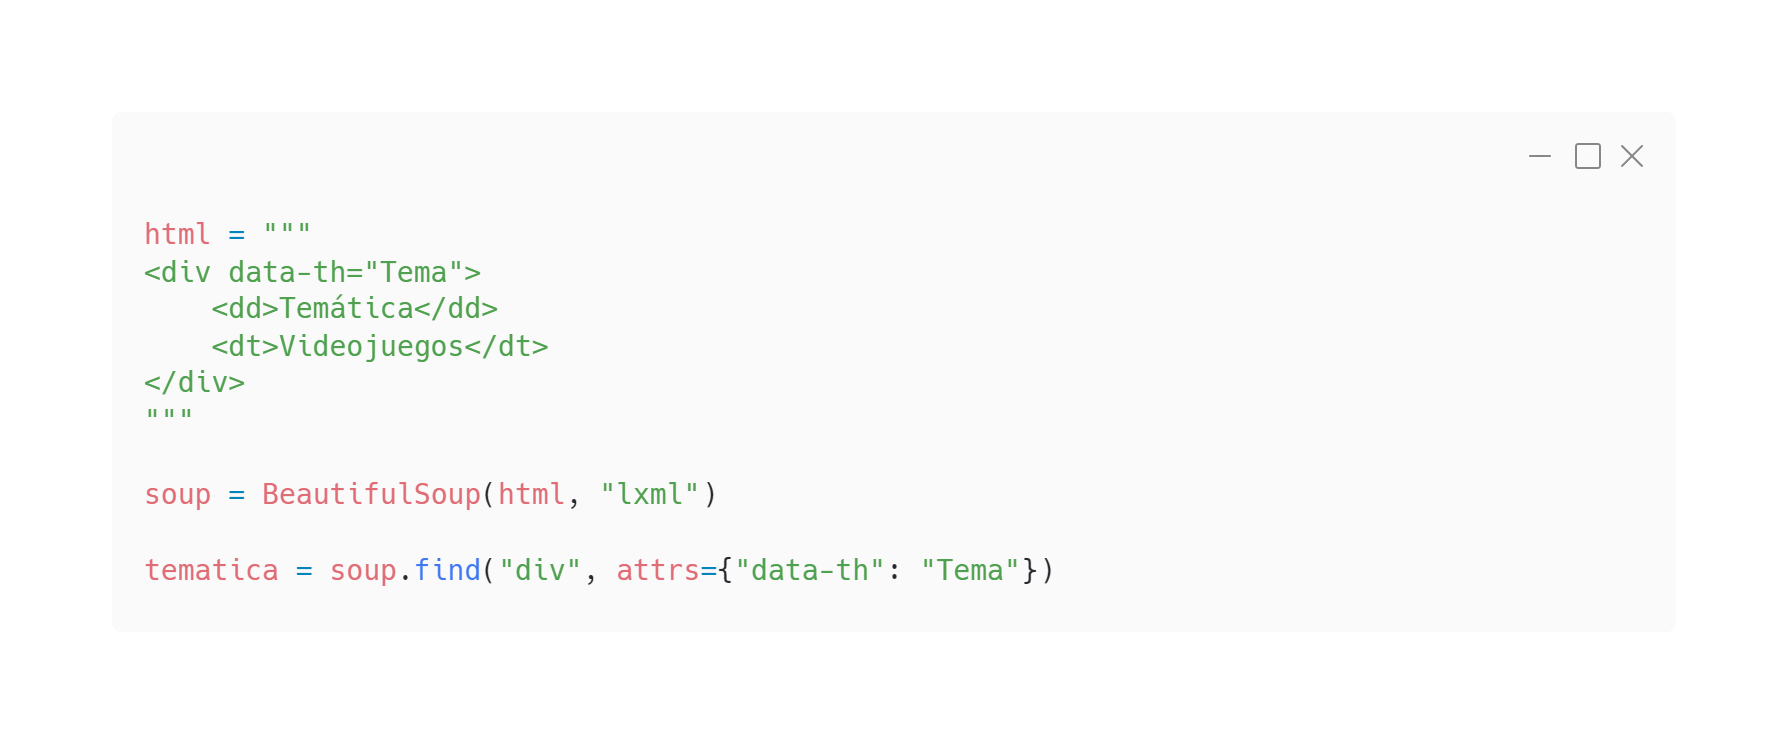 html = """
<div data-th="Tema">
    <dd>Temática</dd>
    <dt>Videojuegos</dt>
</div>
"""
soup = BeautifulSoup(html, "lxml")
tematica = soup.find("div", attrs={"data-th": "Tema"})